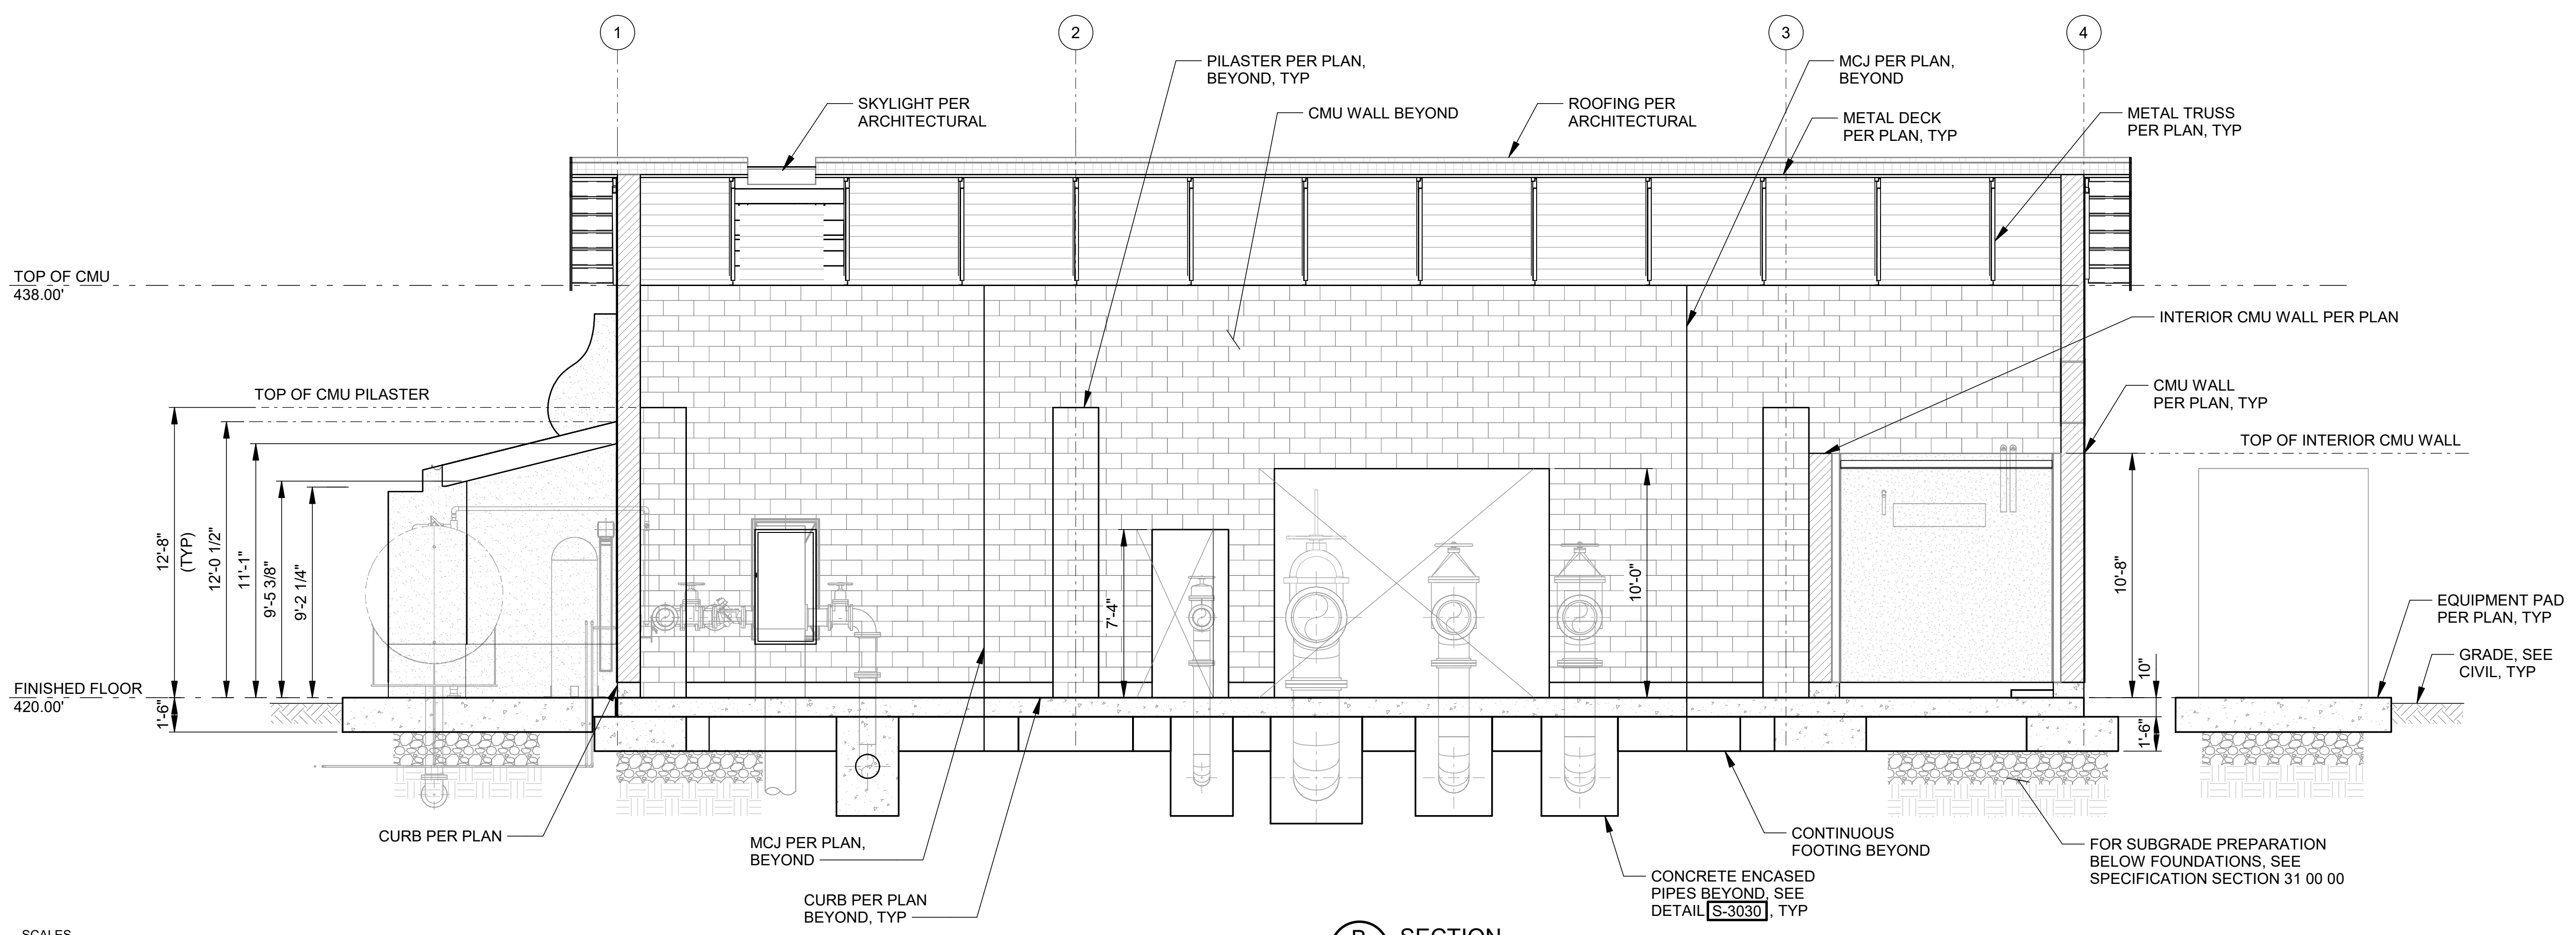 1
2
3
4
PILASTER PER PLAN,
BEYOND, TYP
MCJ PER PLAN,
BEYOND
SKYLIGHT PER
ARCHITECTURAL
CMU WALL BEYOND
ROOFING PER
ARCHITECTURAL
METAL DECK
PER PLAN, TYP
METAL TRUSS
PER PLAN, TYP
TOP OF CMU
438.00'
INTERIOR CMU WALL PER PLAN
TOP OF CMU PILASTER
CMU WALL
PER PLAN, TYP
TOP OF INTERIOR CMU WALL
12'-8"
(TYP)
12'-0 1/2"
11'-1"
9'-5 3/8"
9'-2 1/4"
7'-4"
10'-0"
10'-8"
EQUIPMENT PAD
PER PLAN, TYP
GRADE, SEE
CIVIL, TYP
FINISHED FLOOR
420.00'
1'-6"
10"
1'-6"
CURB PER PLAN
MCJ PER PLAN,
BEYOND
CURB PER PLAN
BEYOND, TYP
CONTINUOUS
FOOTING BEYOND
CONCRETE ENCASED
PIPES BEYOND, SEE
DETAIL S-3030 , TYP
FOR SUBGRADE PREPARATION
BELOW FOUNDATIONS, SEE
SPECIFICATION SECTION 31 00 00
SCALES
SECTION